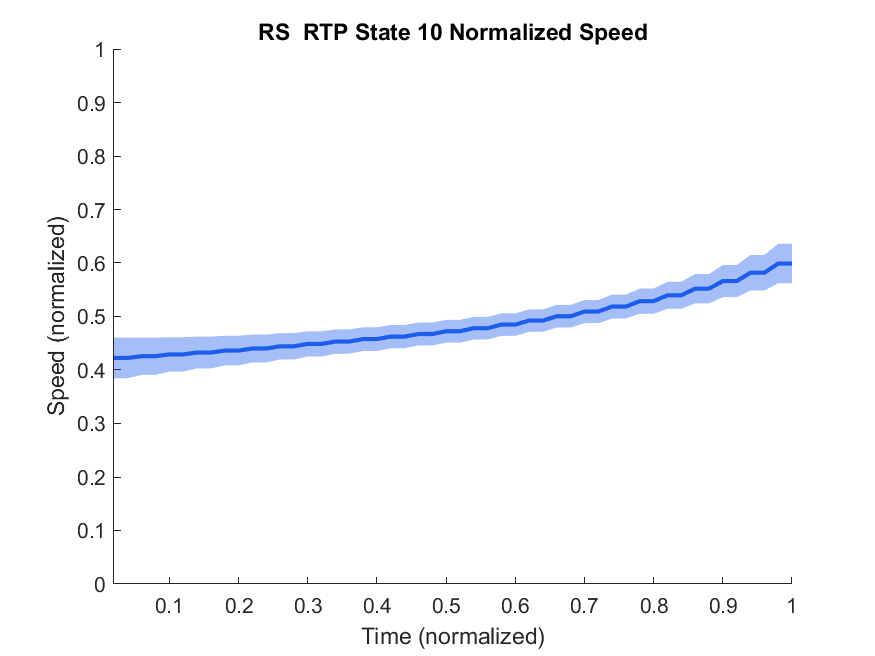 RS  RTP State 10 Normalized Speed
1
0.9
0.8
0.7
0.6
0.5
0.4
0.3
0.2
0.1
0
Speed (normalized)
0.1 0.2 0.3 0.4 0.5 0.6 0.7 0.8 0.9 1
Time (normalized)